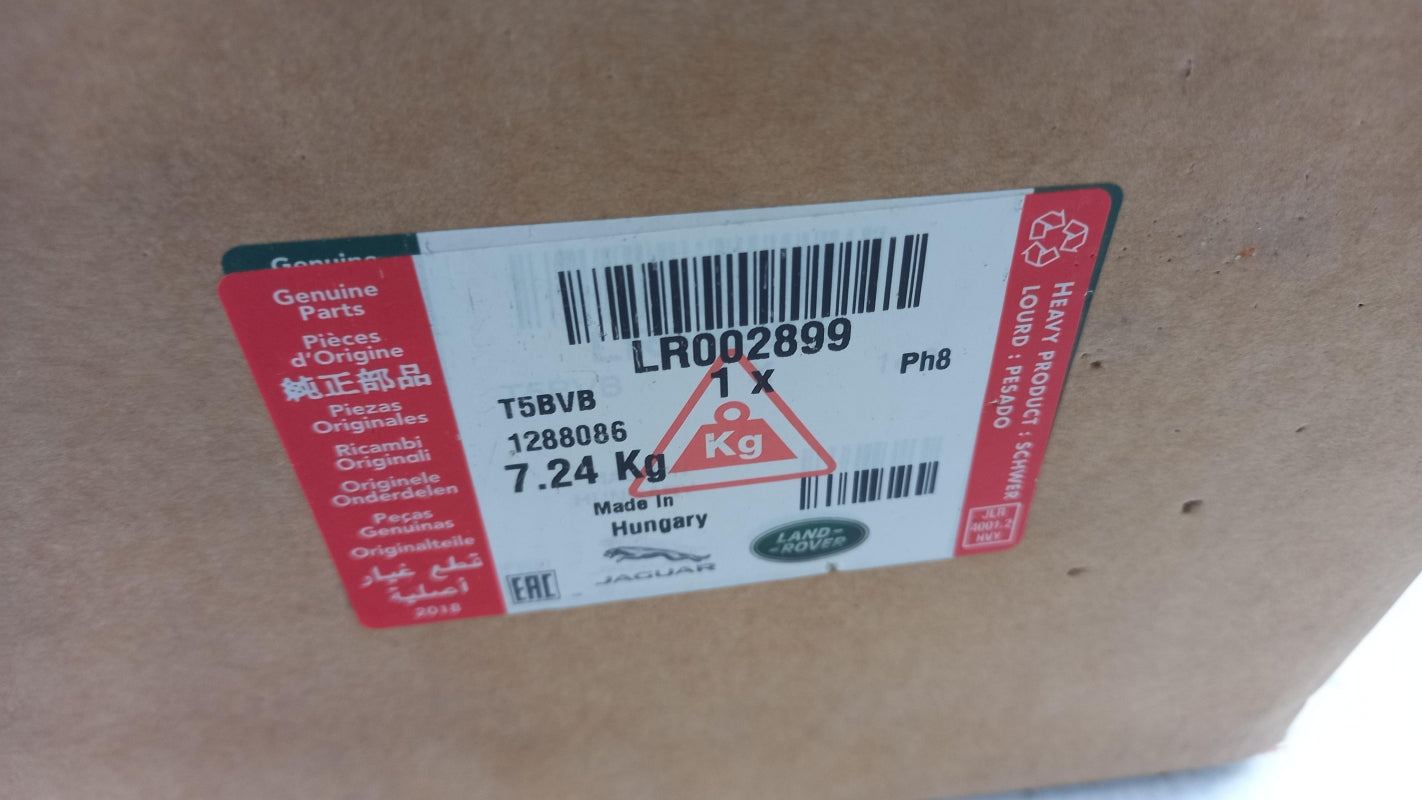 Genuine
Genuine
Parts
Pièces
d'Origine
純正部品
Piezas
Originales
Ricambi
Originali
Originele
Onderdelen
Peças
Genuinas
Originalteile
قطع غيار
أصلية
2018
LR002899
1 x
Ph8
T5BVB
1288086
7.24 Kg
Kg
Made In
Hungary
EAC
JAGUAR
LAND-
-ROVER
HEAVY PRODUCT : SCHWER
LOURD : PESADO
JLR
4001.2
HVY